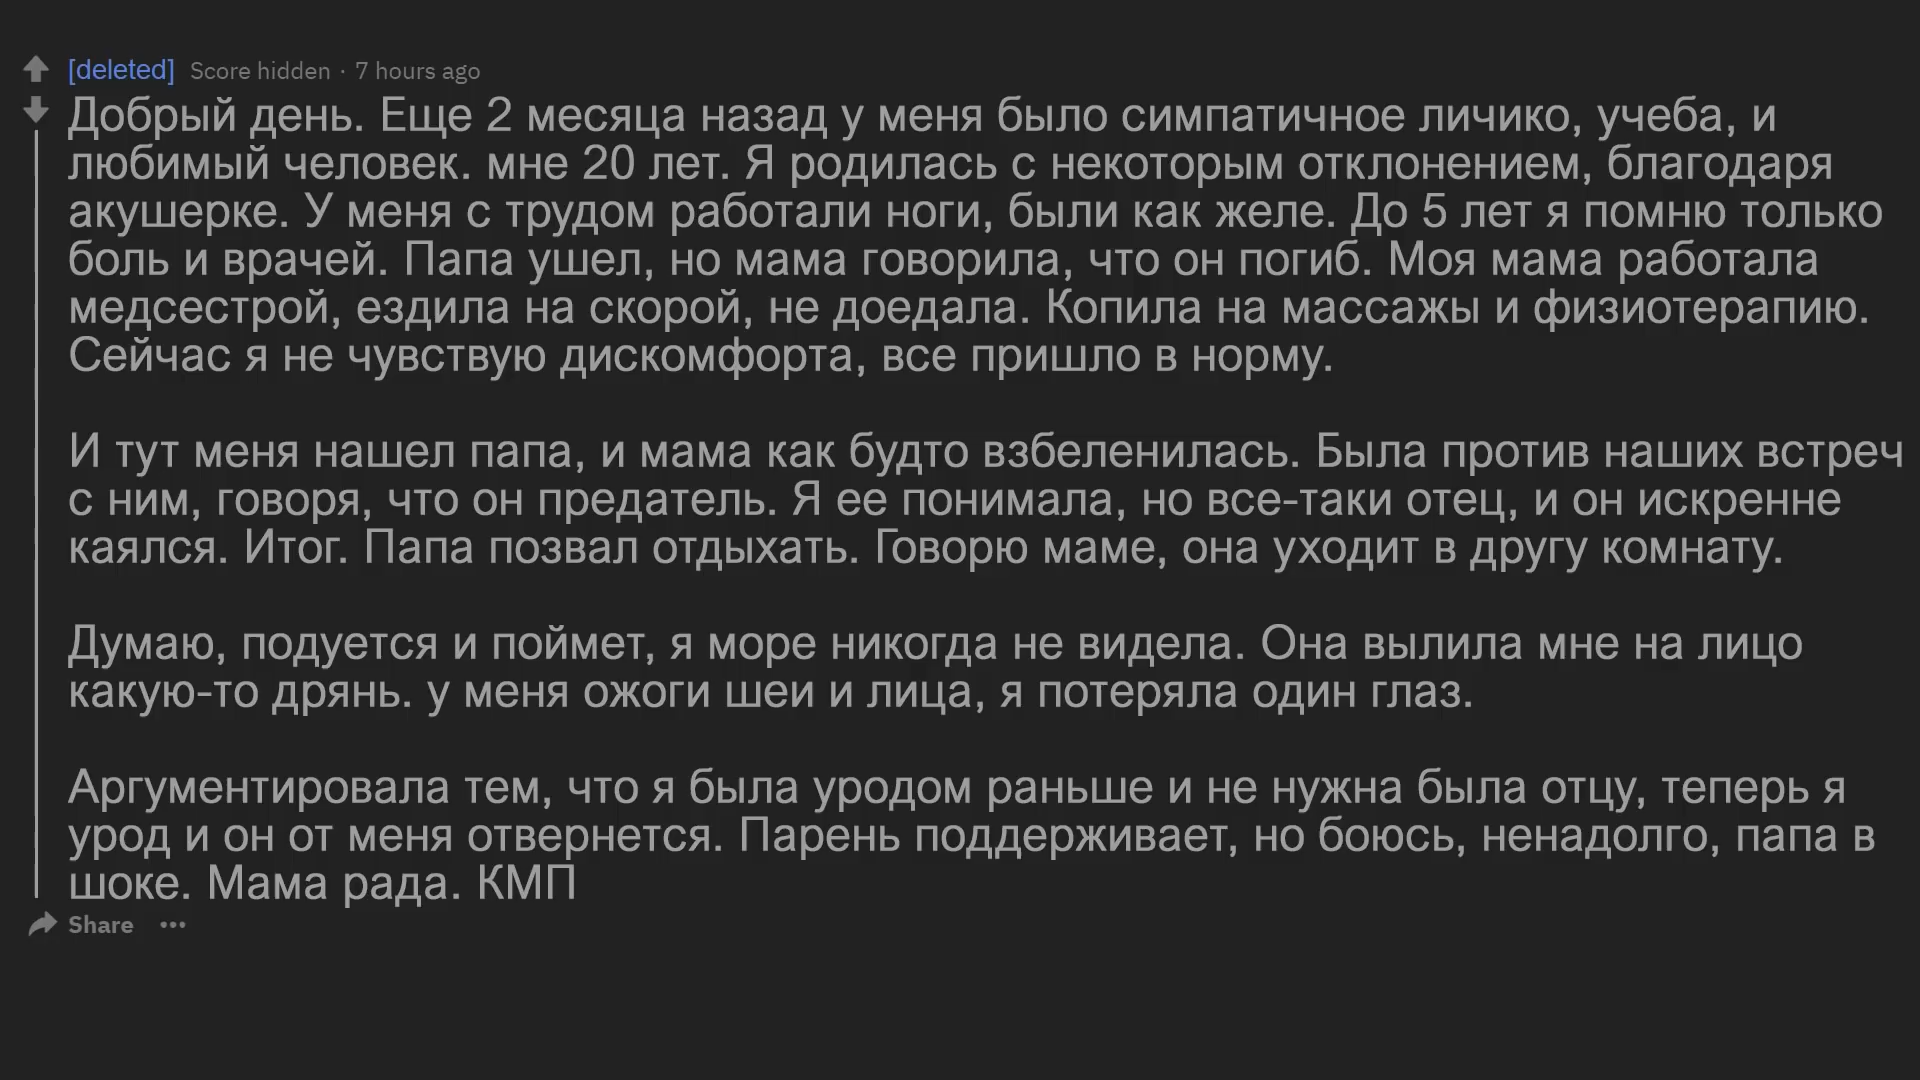 [deleted] Score hidden · 7 hours ago
Добрый день. Еще 2 месяца назад у меня было симпатичное личико, учеба, и
любимый человек. мне 20 лет. Я родилась с некоторым отклонением, благодаря
акушерке. У меня с трудом работали ноги, были как желе. До 5 лет я помню только
боль и врачей. Папа ушел, но мама говорила, что он погиб. Моя мама работала
медсестрой, ездила на скорой, не доедала. Копила на массажы и физиотерапию.
Сейчас я не чувствую дискомфорта, все пришло в норму.
И тут меня нашел папа, и мама как будто взбеленилась. Была против наших встреч
с ним, говоря, что он предатель. Я ее понимала, но все-таки отец, и он искренне
каялся. Итог. Папа позвал отдыхать. Говорю маме, она уходит в другу комнату.
Думаю, подуется и поймет, я море никогда не видела. Она вылила мне на лицо
какую-то дрянь. у меня ожоги шеи и лица, я потеряла один глаз.
Аргументировала тем, что я была уродом раньше и не нужна была отцу, теперь я
урод и он от меня отвернется. Парень поддерживает, но боюсь, ненадолго, папа в
шоке. Мама рада. КМП
Share ···